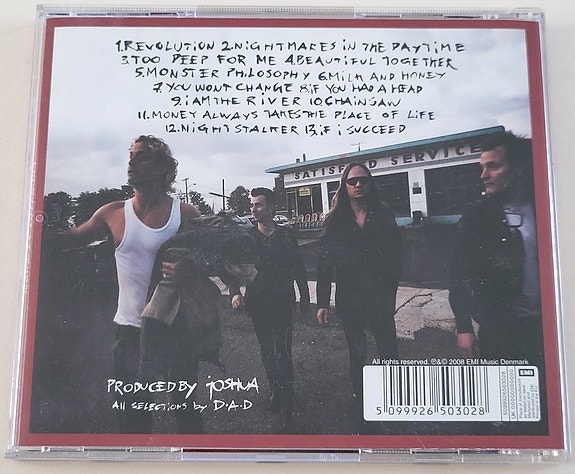 1.REVOLUTION 2.NIGHTMARES IN THE DAYTIME
3.TOO DEEP FOR ME 4.BEAUTIFUL TOGETHER
5.MONSTER PHILOSOPHY 6.MILK AND HONEY
7.YOU WONT CHANGE 8.IF YOU HAD A HEAD
9.I AM THE RIVER 10.CHAINSAW
11.MONEY ALWAYS TAKES THE PLACE OF LIFE
12.NIGHT STALKER 13.IF I SUCCEED
SATISFIED SERVICE
PRODUCED BY JOSHUA
All SELECTIONS by D•A•D
All rights reserved. ℗&© 2008 EMI Music Denmark
EMI
5 099926 503028